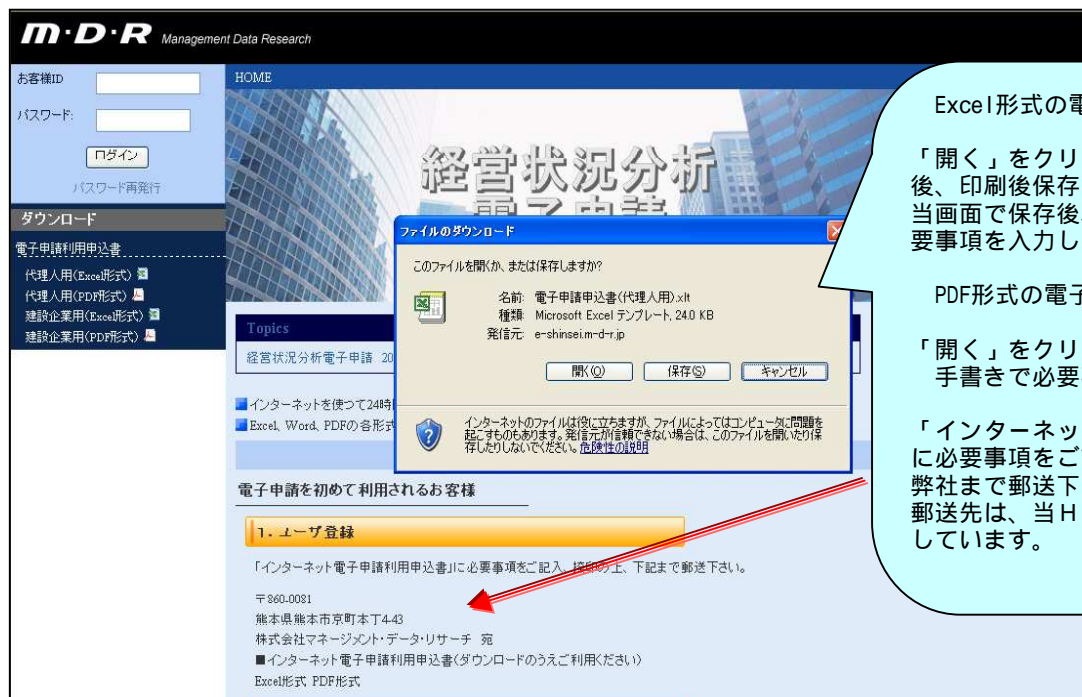 m·D·R Management Data Research
お客様ID
パスワード:
ログイン
パスワード再発行
ダウンロード
電子申請利用申込書
代理人用(Excel形式)
代理人用(PDF形式)
建設企業用(Excel形式)
建設企業用(PDF形式)
HOME
経営状況分析
電子申請
ファイルのダウンロード
このファイルを開くか、または保存しますか?
名前: 電子申請申込書(代理人用).xlt
種類: Microsoft Excel テンプレート, 24.0 KB
発信元: e-shinsei.m-d-r.jp
開く(O) 保存(S) キャンセル
インターネットのファイルは役に立ちますが、ファイルによってはコンピュータに問題を
起こすものもあります。発信元が信頼できない場合は、このファイルを開いたり保
存したりしないでください。危険性の説明
Topics
経営状況分析電子申請 20
インターネットを使つて24時
Excel, Word, PDFの各形式
電子申請を初めて利用されるお客様
1. ユーザ登録
「インターネット電子申請利用申込書」に必要事項をご記入、捺印の上、下記まで郵送下さい。
〒860-0081
熊本県熊本市京町本丁4-43
株式会社マネージメント・データ・リサーチ 宛
■インターネット電子申請利用申込書(ダウンロードのうえご利用ください)
Excel形式 PDF形式
Excel形式の電
「開く」をクリ
後、印刷後保存
当画面で保存後
要事項を入力し
PDF形式の電子
「開く」をクリ
手書きで必要
「インターネッ
に必要事項をご
弊社まで郵送下
郵送先は、当H
しています。